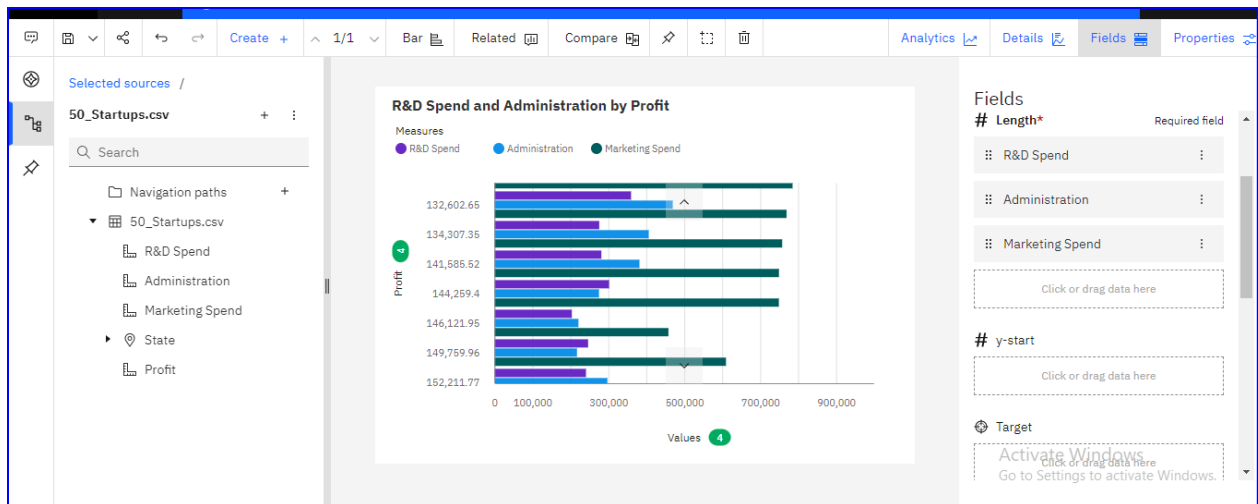 Create + 1/1 Bar Related Compare Analytics Details Fields Properties
Selected sources /
50_Startups.csv + ⋮
Search
Navigation paths +
50_Startups.csv
R&D Spend
Administration
Marketing Spend
State
Profit
R&D Spend and Administration by Profit
Measures
R&D Spend Administration Marketing Spend
Profit 4
132,602.65
134,307.35
141,585.52
144,259.4
146,121.95
149,759.96
152,211.77
0 100,000 300,000 500,000 700,000 900,000
Values 4
Fields
# Length* Required field
R&D Spend
Administration
Marketing Spend
Click or drag data here
# y-start
Click or drag data here
Target
Click or drag data here
Activate Windows
Go to Settings to activate Windows.